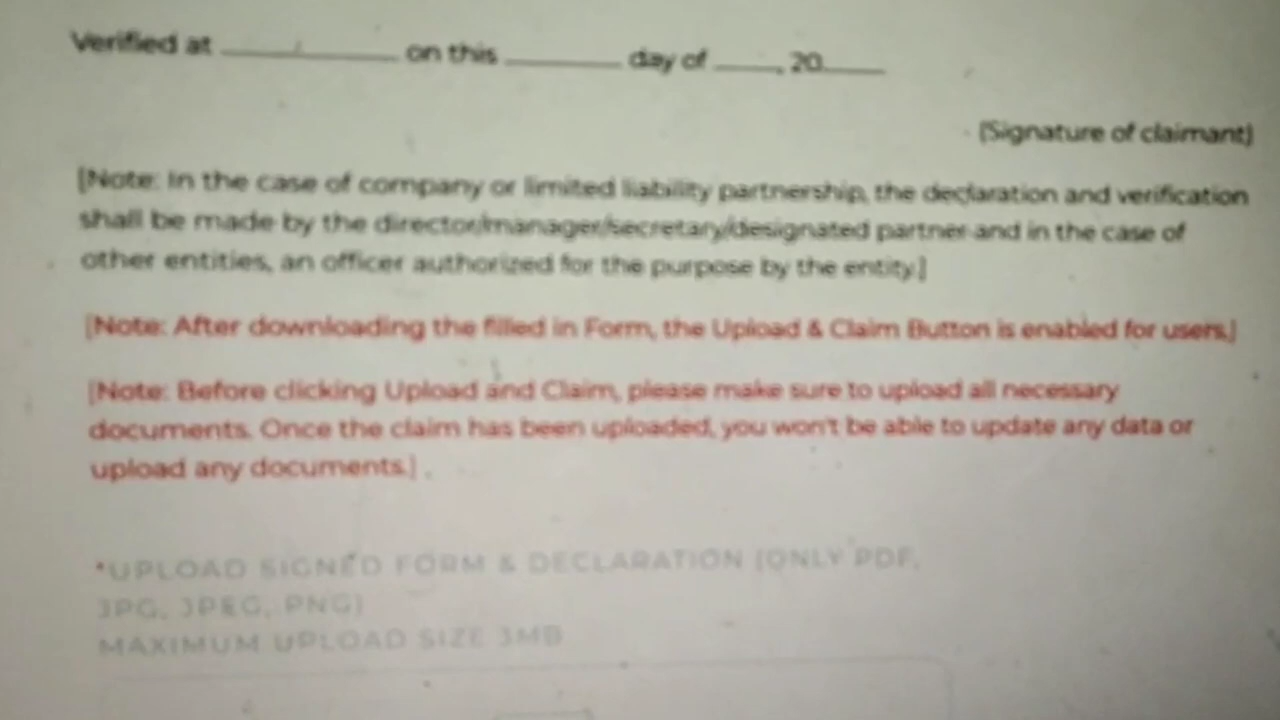 Verified at __________ on this _______ day of ____, 20____
(Signature of claimant)
[Note: In the case of company or limited liability partnership, the declaration and verification
shall be made by the director/manager/secretary/designated partner and in the case of
other entities, an officer authorized for the purpose by the entity.]
[Note: After downloading the filled in Form, the Upload & Claim Button is enabled for users.]
[Note: Before clicking Upload and Claim, please make sure to upload all necessary
documents. Once the claim has been uploaded, you won't be able to update any data or
upload any documents.]
*UPLOAD SIGNED FORM & DECLARATION (ONLY PDF,
JPG, JPEG, PNG)
MAXIMUM UPLOAD SIZE 3MB